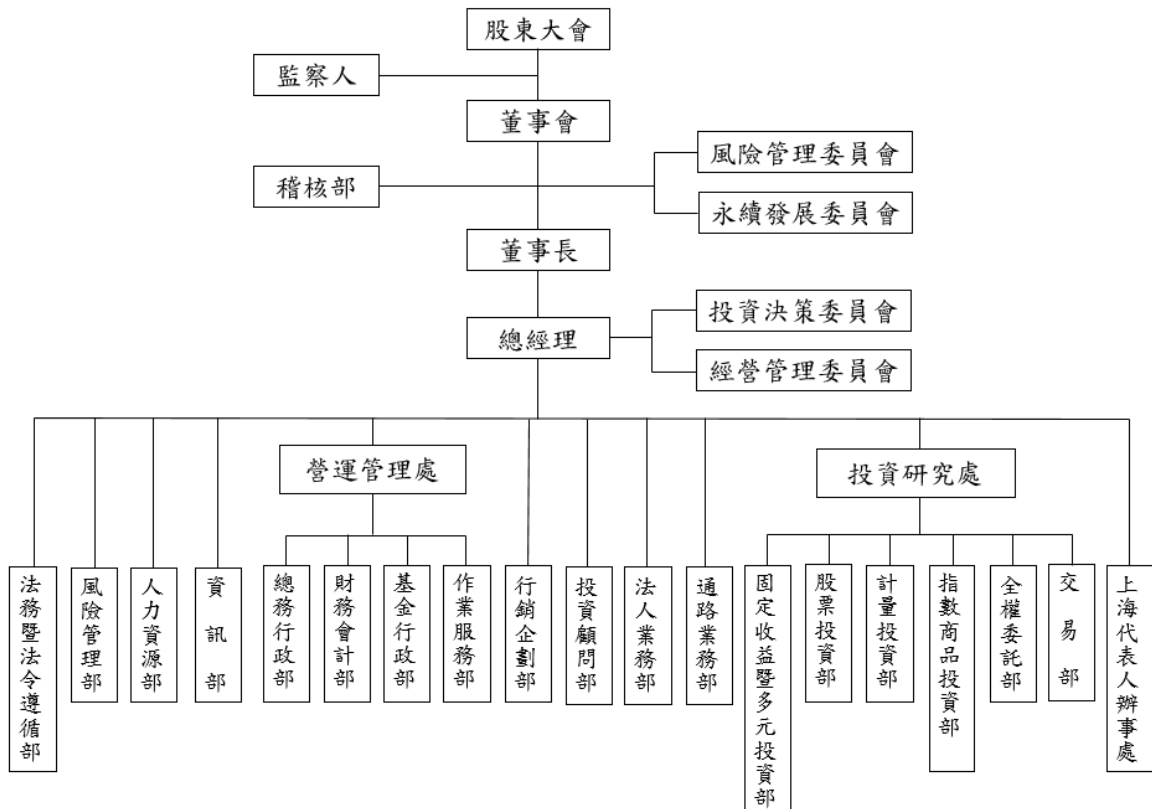 股東大會
監察人
董事會
風險管理委員會
稽核部
永續發展委員會
董事長
投資決策委員會
總經理
經營管理委員會
營運管理處
投資研究處
法務暨法令遵循部
風險管理部
人力資源部
資訊部
總務行政部
財務會計部
基金行政部
作業服務部
行銷企劃部
投資顧問部
法人業務部
通路業務部
固定收益暨多元投資部
股票投資部
計量投資部
指數商品投資部
全權委託部
交易部
上海代表人辦事處